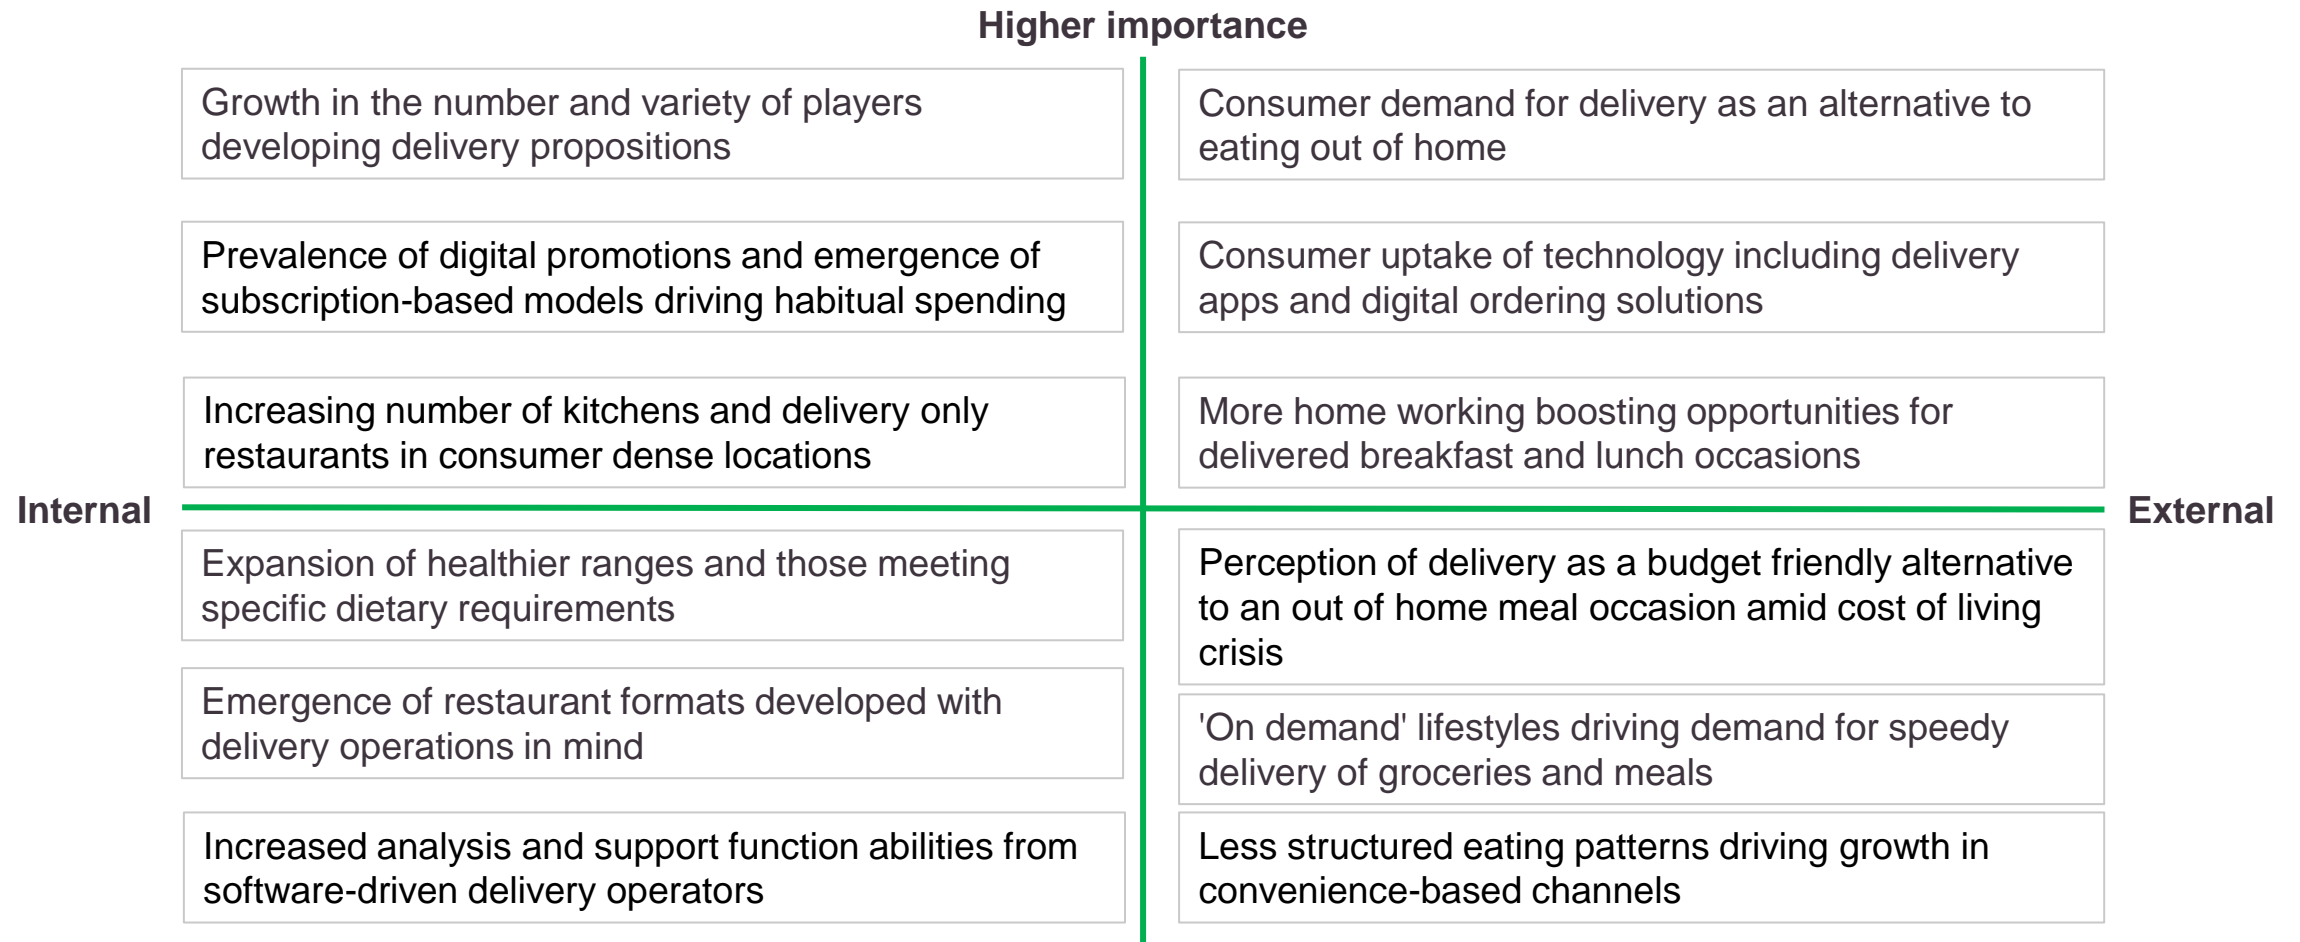 Higher importance
Growth in the number and variety of players
developing delivery propositions
Consumer demand for delivery as an alternative to
eating out of home
Prevalence of digital promotions and emergence of
subscription-based models driving habitual spending
Consumer uptake of technology including delivery
apps and digital ordering solutions
Increasing number of kitchens and delivery only
restaurants in consumer dense locations
More home working boosting opportunities for
delivered breakfast and lunch occasions
Internal
External
Expansion of healthier ranges and those meeting
specific dietary requirements
Perception of delivery as a budget friendly alternative
to an out of home meal occasion amid cost of living
crisis
Emergence of restaurant formats developed with
delivery operations in mind
'On demand' lifestyles driving demand for speedy
delivery of groceries and meals
Increased analysis and support function abilities from
software-driven delivery operators
Less structured eating patterns driving growth in
convenience-based channels